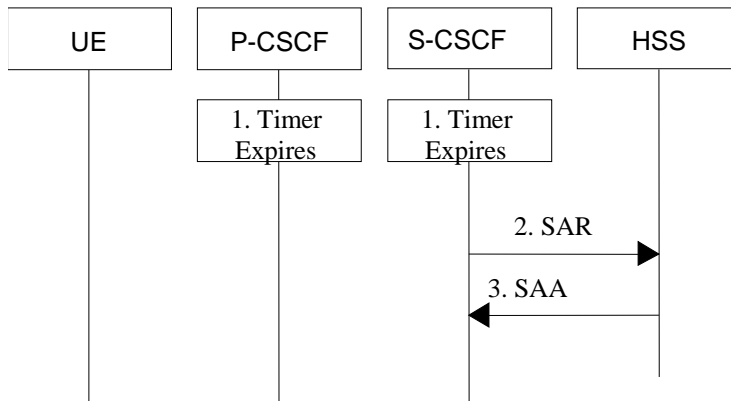 UE
P-CSCF
S-CSCF
HSS
1. Timer
Expires
1. Timer
Expires
2. SAR
3. SAA